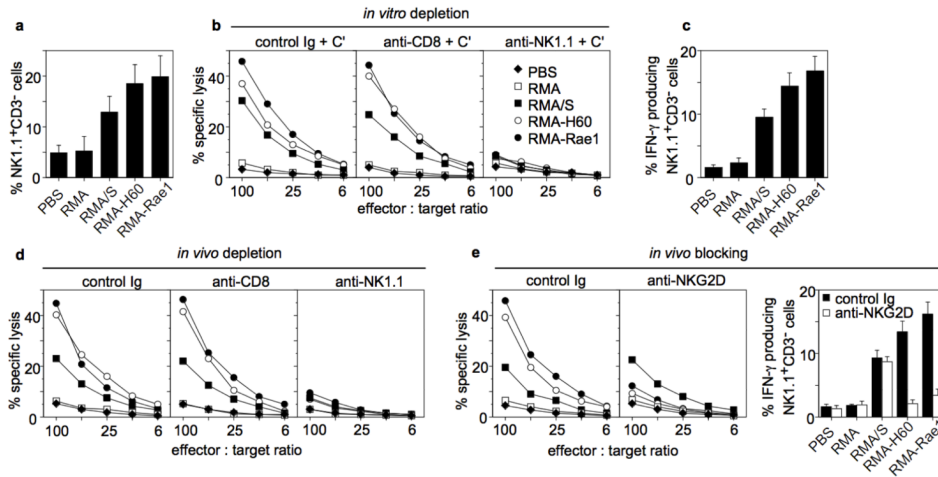 in vitro depletion
a
b
control Ig + C'
anti-CD8 + C'
anti-NK1.1 + C'
c
% NK1.1⁺CD3⁻ cells
20
10
0
PBS
RMA
RMA/S
RMA-H60
RMA-Rae1
% specific lysis
40
20
0
PBS
RMA
RMA/S
RMA-H60
RMA-Rae1
100 25 6
100 25 6
100 25 6
effector : target ratio
% IFN-γ producing
NK1.1⁺CD3⁻ cells
20
10
0
PBS
RMA
RMA/S
RMA-H60
RMA-Rae1
d
in vivo depletion
control Ig
anti-CD8
anti-NK1.1
% specific lysis
40
20
0
100 25 6
100 25 6
100 25 6
effector : target ratio
e
in vivo blocking
control Ig
anti-NKG2D
% specific lysis
40
20
0
100 25 6
100 25 6
effector : target ratio
% IFN-γ producing
NK1.1⁺CD3⁻ cells
20
10
0
control Ig
anti-NKG2D
PBS
RMA
RMA/S
RMA-H60
RMA-Rae1